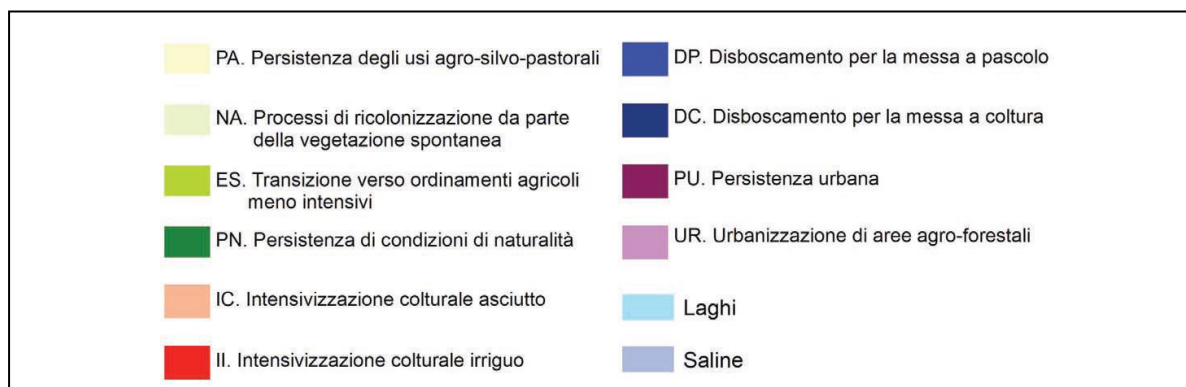 PA. Persistenza degli usi agro-silvo-pastorali
NA. Processi di ricolonizzazione da parte
della vegetazione spontanea
ES. Transizione verso ordinamenti agricoli
meno intensivi
PN. Persistenza di condizioni di naturalità
IC. Intensivizzazione colturale asciutto
II. Intensivizzazione colturale irriguo
DP. Disboscamento per la messa a pascolo
DC. Disboscamento per la messa a coltura
PU. Persistenza urbana
UR. Urbanizzazione di aree agro-forestali
Laghi
Saline